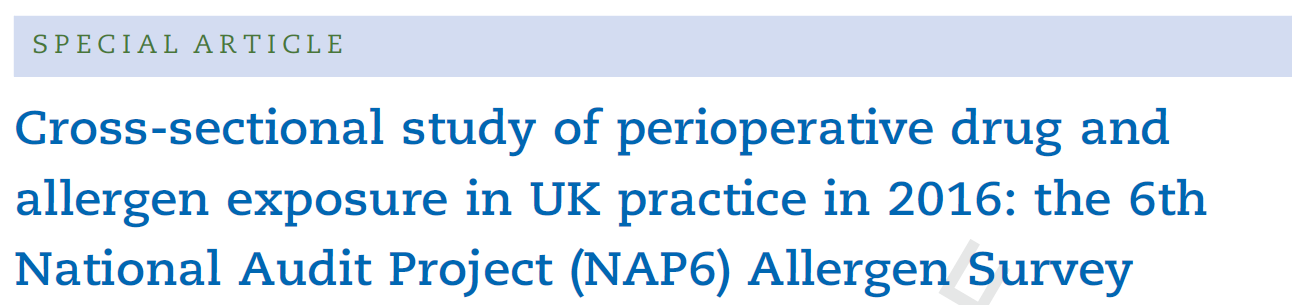 SPECIAL ARTICLE
Cross-sectional study of perioperative drug and
allergen exposure in UK practice in 2016: the 6th
National Audit Project (NAP6) Allergen Survey